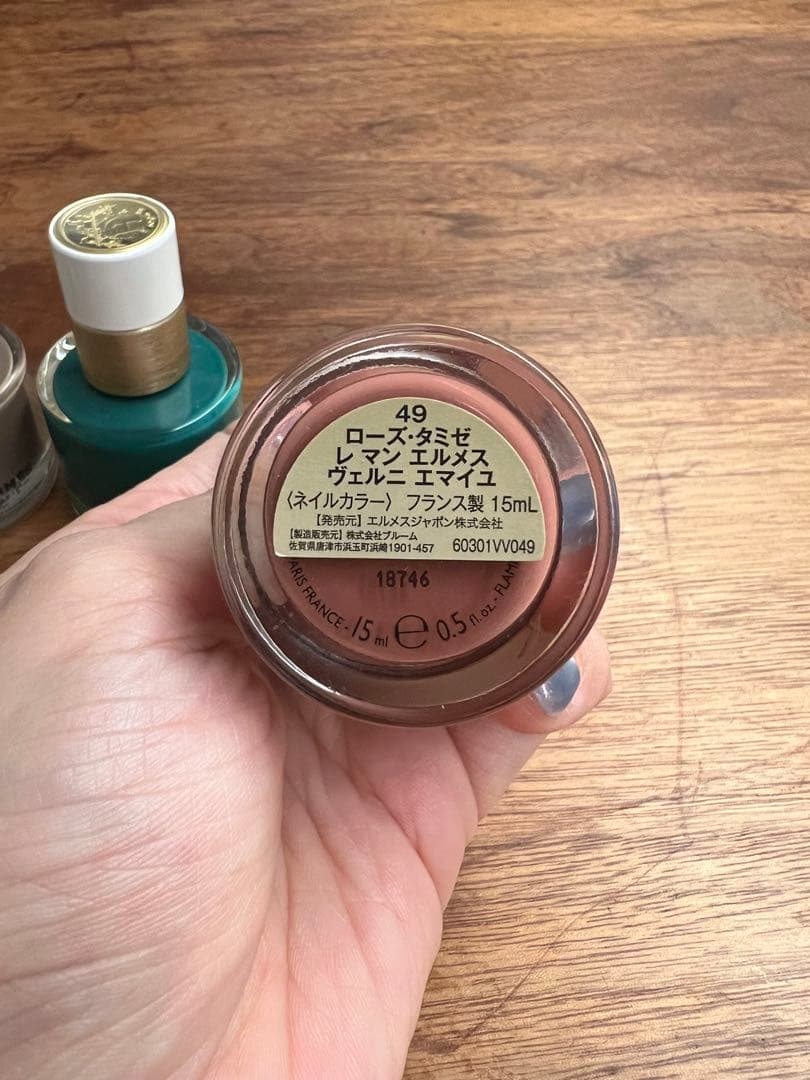 49
ローズ・タミゼ
レ マン エルメス
ヴェルニ エマイユ
〈ネイルカラー〉 フランス製 15mL
【発売元】エルメスジャポン株式会社
【製造販売元】株式会社ブルーム
佐賀県唐津市浜玉町浜崎1901-457 60301VV049
18746
ARIS FRANCE - 15 ml ℮ 0.5 fl.oz. - FLAM